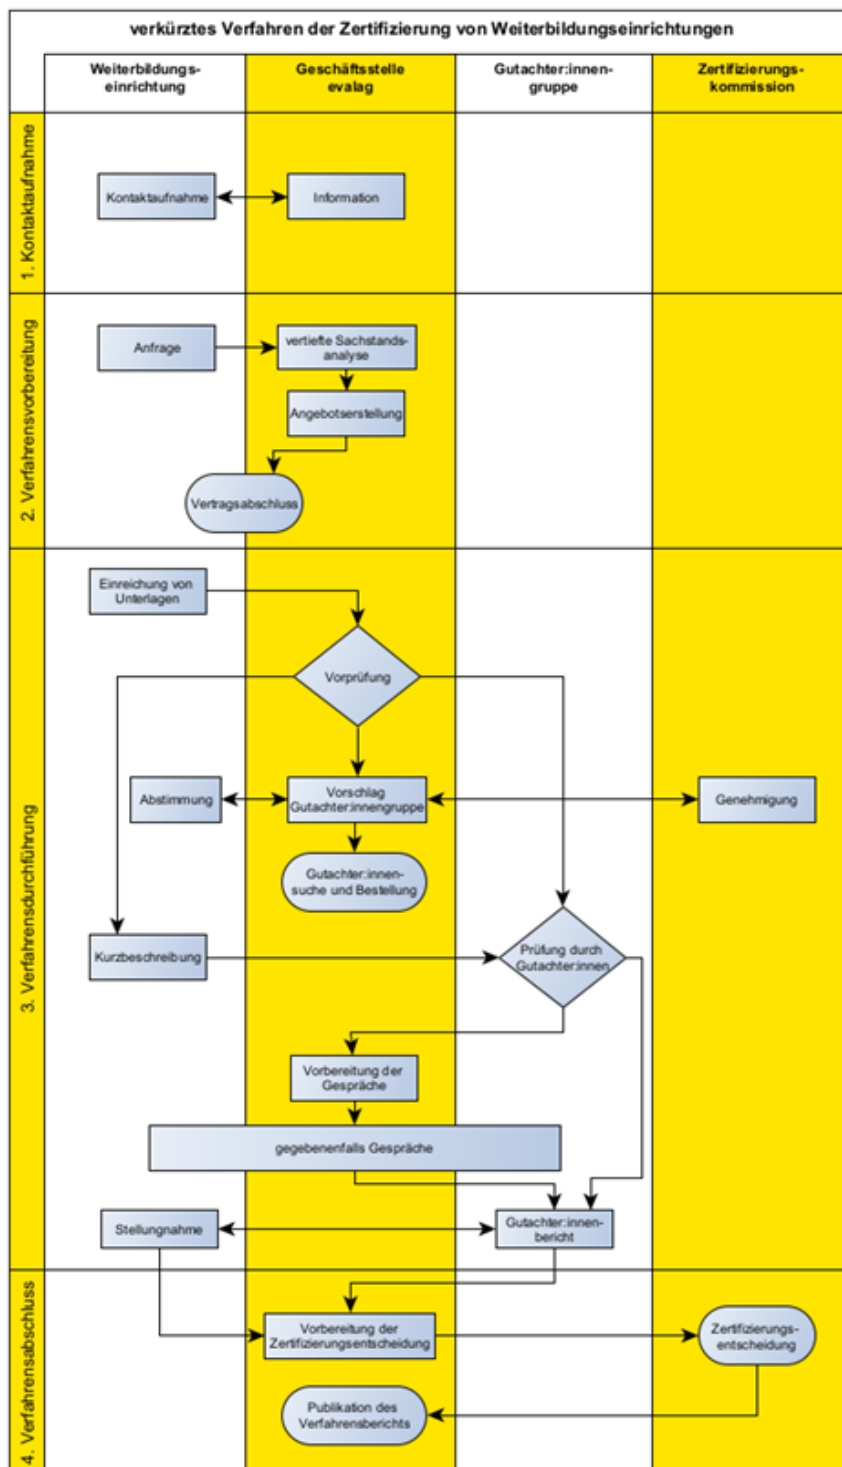 verkürztes Verfahren der Zertifizierung von Weiterbildungseinrichtungen
Weiterbildungs-
einrichtung
Geschäftsstelle
evalag
Gutachter:innen-
gruppe
Zertifizierungs-
kommission
1. Kontaktaufnahme
Kontaktaufnahme
Information
2. Verfahrensvorbereitung
Anfrage
vertiefte Sachstands-
analyse
Angebotserstellung
Vertragsabschluss
3. Verfahrensdurchführung
Einreichung von
Unterlagen
Vorprüfung
Abstimmung
Vorschlag
Gutachter:innengruppe
Genehmigung
Gutachter:innen-
suche und Bestellung
Kurzbeschreibung
Prüfung durch
Gutachter:innen
Vorbereitung der
Gespräche
gegebenenfalls Gespräche
Stellungnahme
Gutachter:innen-
bericht
4. Verfahrensabschluss
Vorbereitung der
Zertifizierungsentscheidung
Zertifizierungs-
entscheidung
Publikation des
Verfahrensberichts